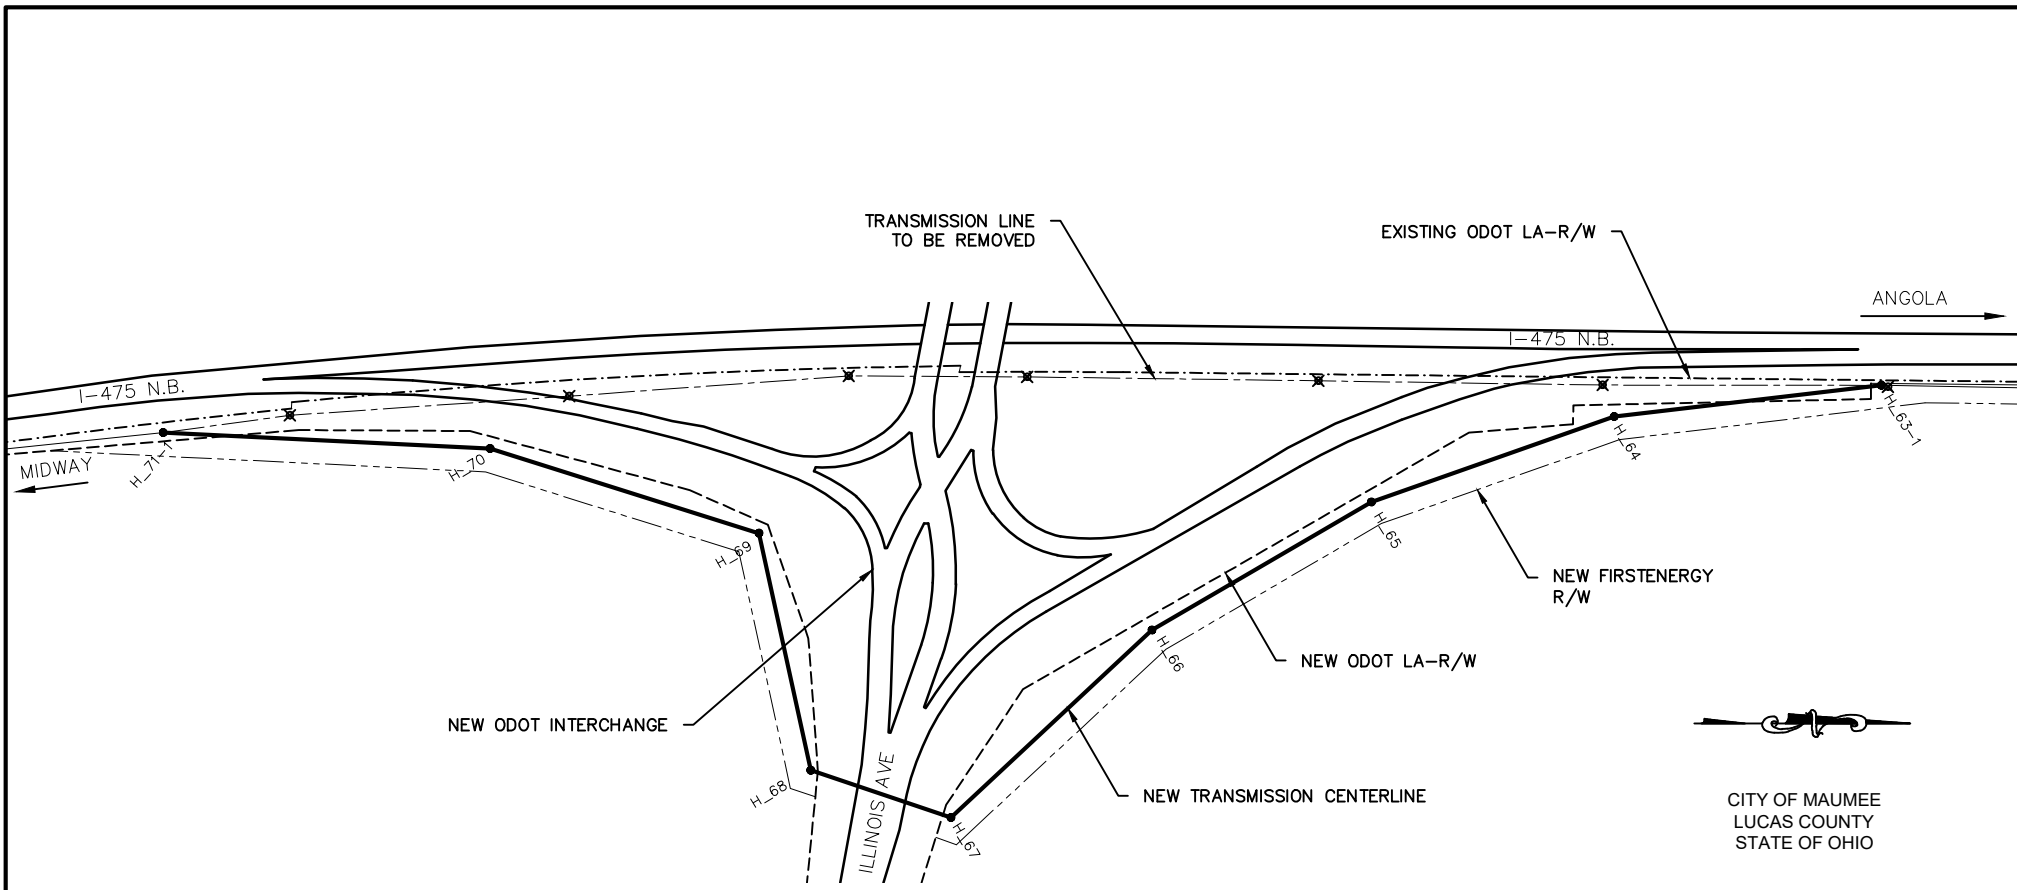 TRANSMISSION LINE
TO BE REMOVED
EXISTING ODOT LA-R/W
ANGOLA
I-475 N.B.
I-475 N.B.
MIDWAY
H_71-1
H_70
H_69
H_68
H_67
H_66
H_65
H_64
H_63-1
NEW FIRSTENERGY
R/W
NEW ODOT LA-R/W
NEW ODOT INTERCHANGE
NEW TRANSMISSION CENTERLINE
ILLINOIS AVE
CITY OF MAUMEE
LUCAS COUNTY
STATE OF OHIO